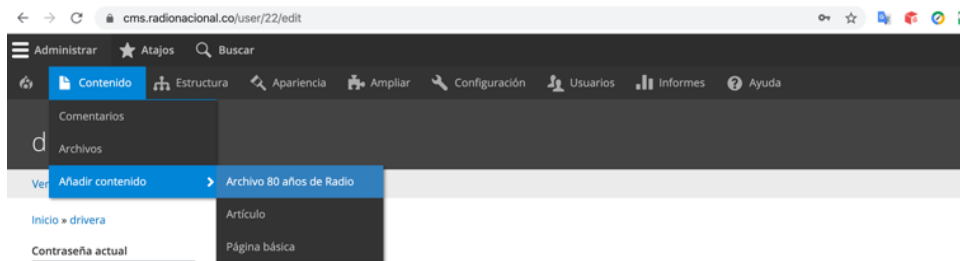 cms.radionacional.co/user/22/edit
Administrar Atajos Buscar
Contenido Estructura Apariencia Ampliar Configuración Usuarios Informes Ayuda
Comentarios
d
Archivos
Ver Añadir contenido Archivo 80 años de Radio
Inicio » drivera
Artículo
Contraseña actual
Página básica